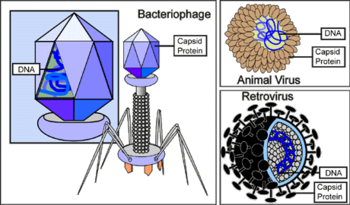 Bacteriophage
Capsid
Protein
DNA
DNA
Capsid
Protein
Animal Virus
Retrovirus
DNA
Capsid
Protein